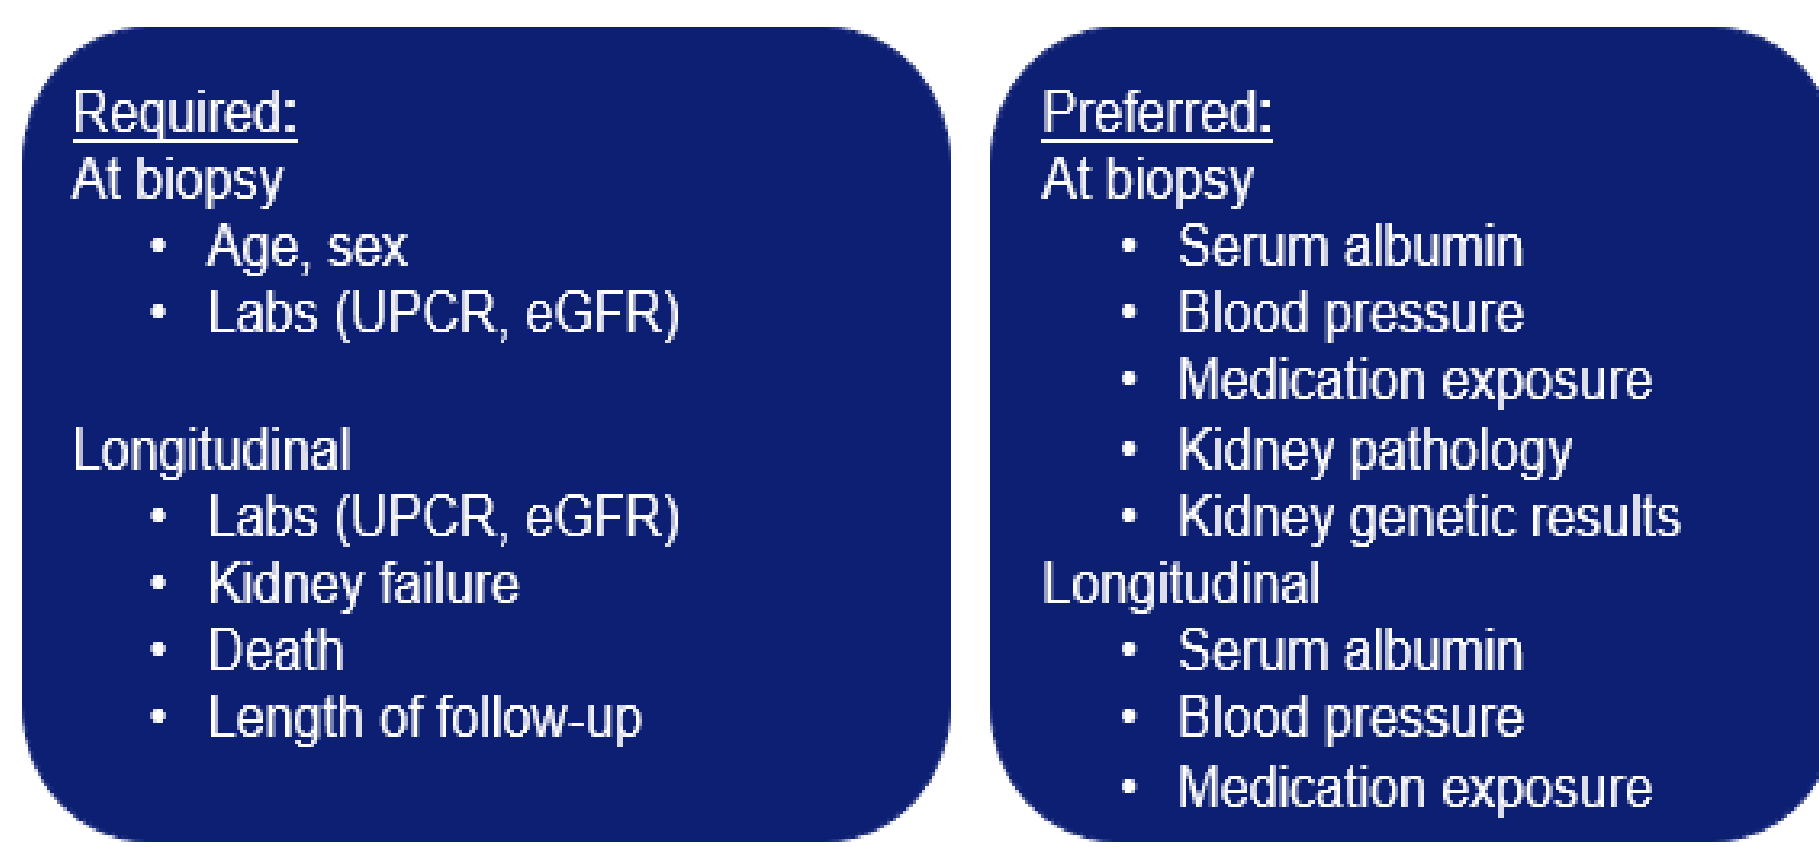 Required:
At biopsy
• Age, sex
• Labs (UPCR, eGFR)
Longitudinal
• Labs (UPCR, eGFR)
• Kidney failure
• Death
• Length of follow-up
Preferred:
At biopsy
• Serum albumin
• Blood pressure
• Medication exposure
• Kidney pathology
• Kidney genetic results
Longitudinal
• Serum albumin
• Blood pressure
• Medication exposure